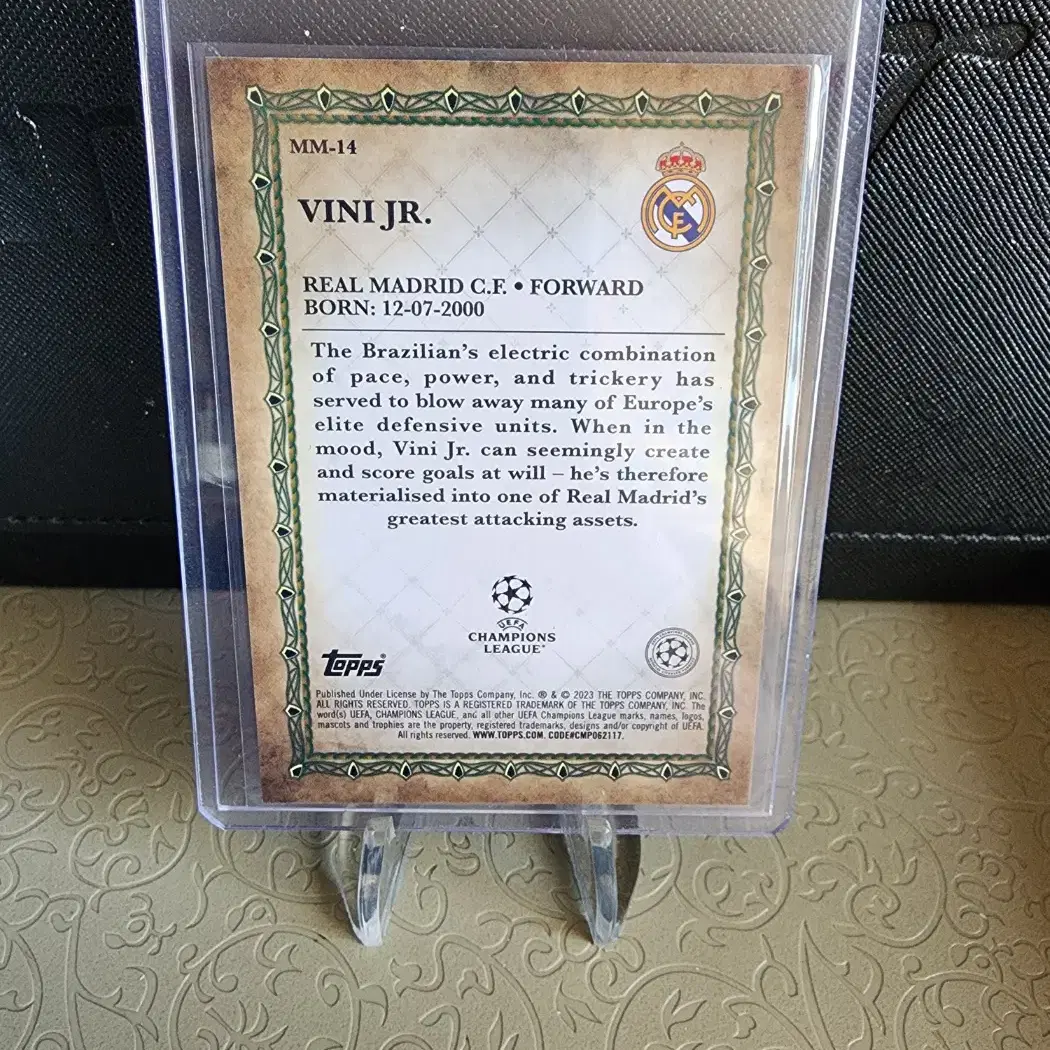 MM-14
VINI JR.
REAL MADRID C.F. • FORWARD
BORN: 12-07-2000
The Brazilian's electric combination
of pace, power, and trickery has
served to blow away many of Europe's
elite defensive units. When in the
mood, Vini Jr. can seemingly create
and score goals at will – he's therefore
materialised into one of Real Madrid's
greatest attacking assets.
UEFA
CHAMPIONS
LEAGUE®
Topps®
Published Under License by The Topps Company, Inc. ® & © 2023 THE TOPPS COMPANY, INC.
ALL RIGHTS RESERVED. TOPPS IS A REGISTERED TRADEMARK OF THE TOPPS COMPANY, INC. The
word(s) UEFA, CHAMPIONS LEAGUE, and all other UEFA Champions League marks, names, logos,
mascots and trophies are the property, registered trademarks, designs and/or copyright of UEFA.
All rights reserved. WWW.TOPPS.COM. CODE#CMP062117.